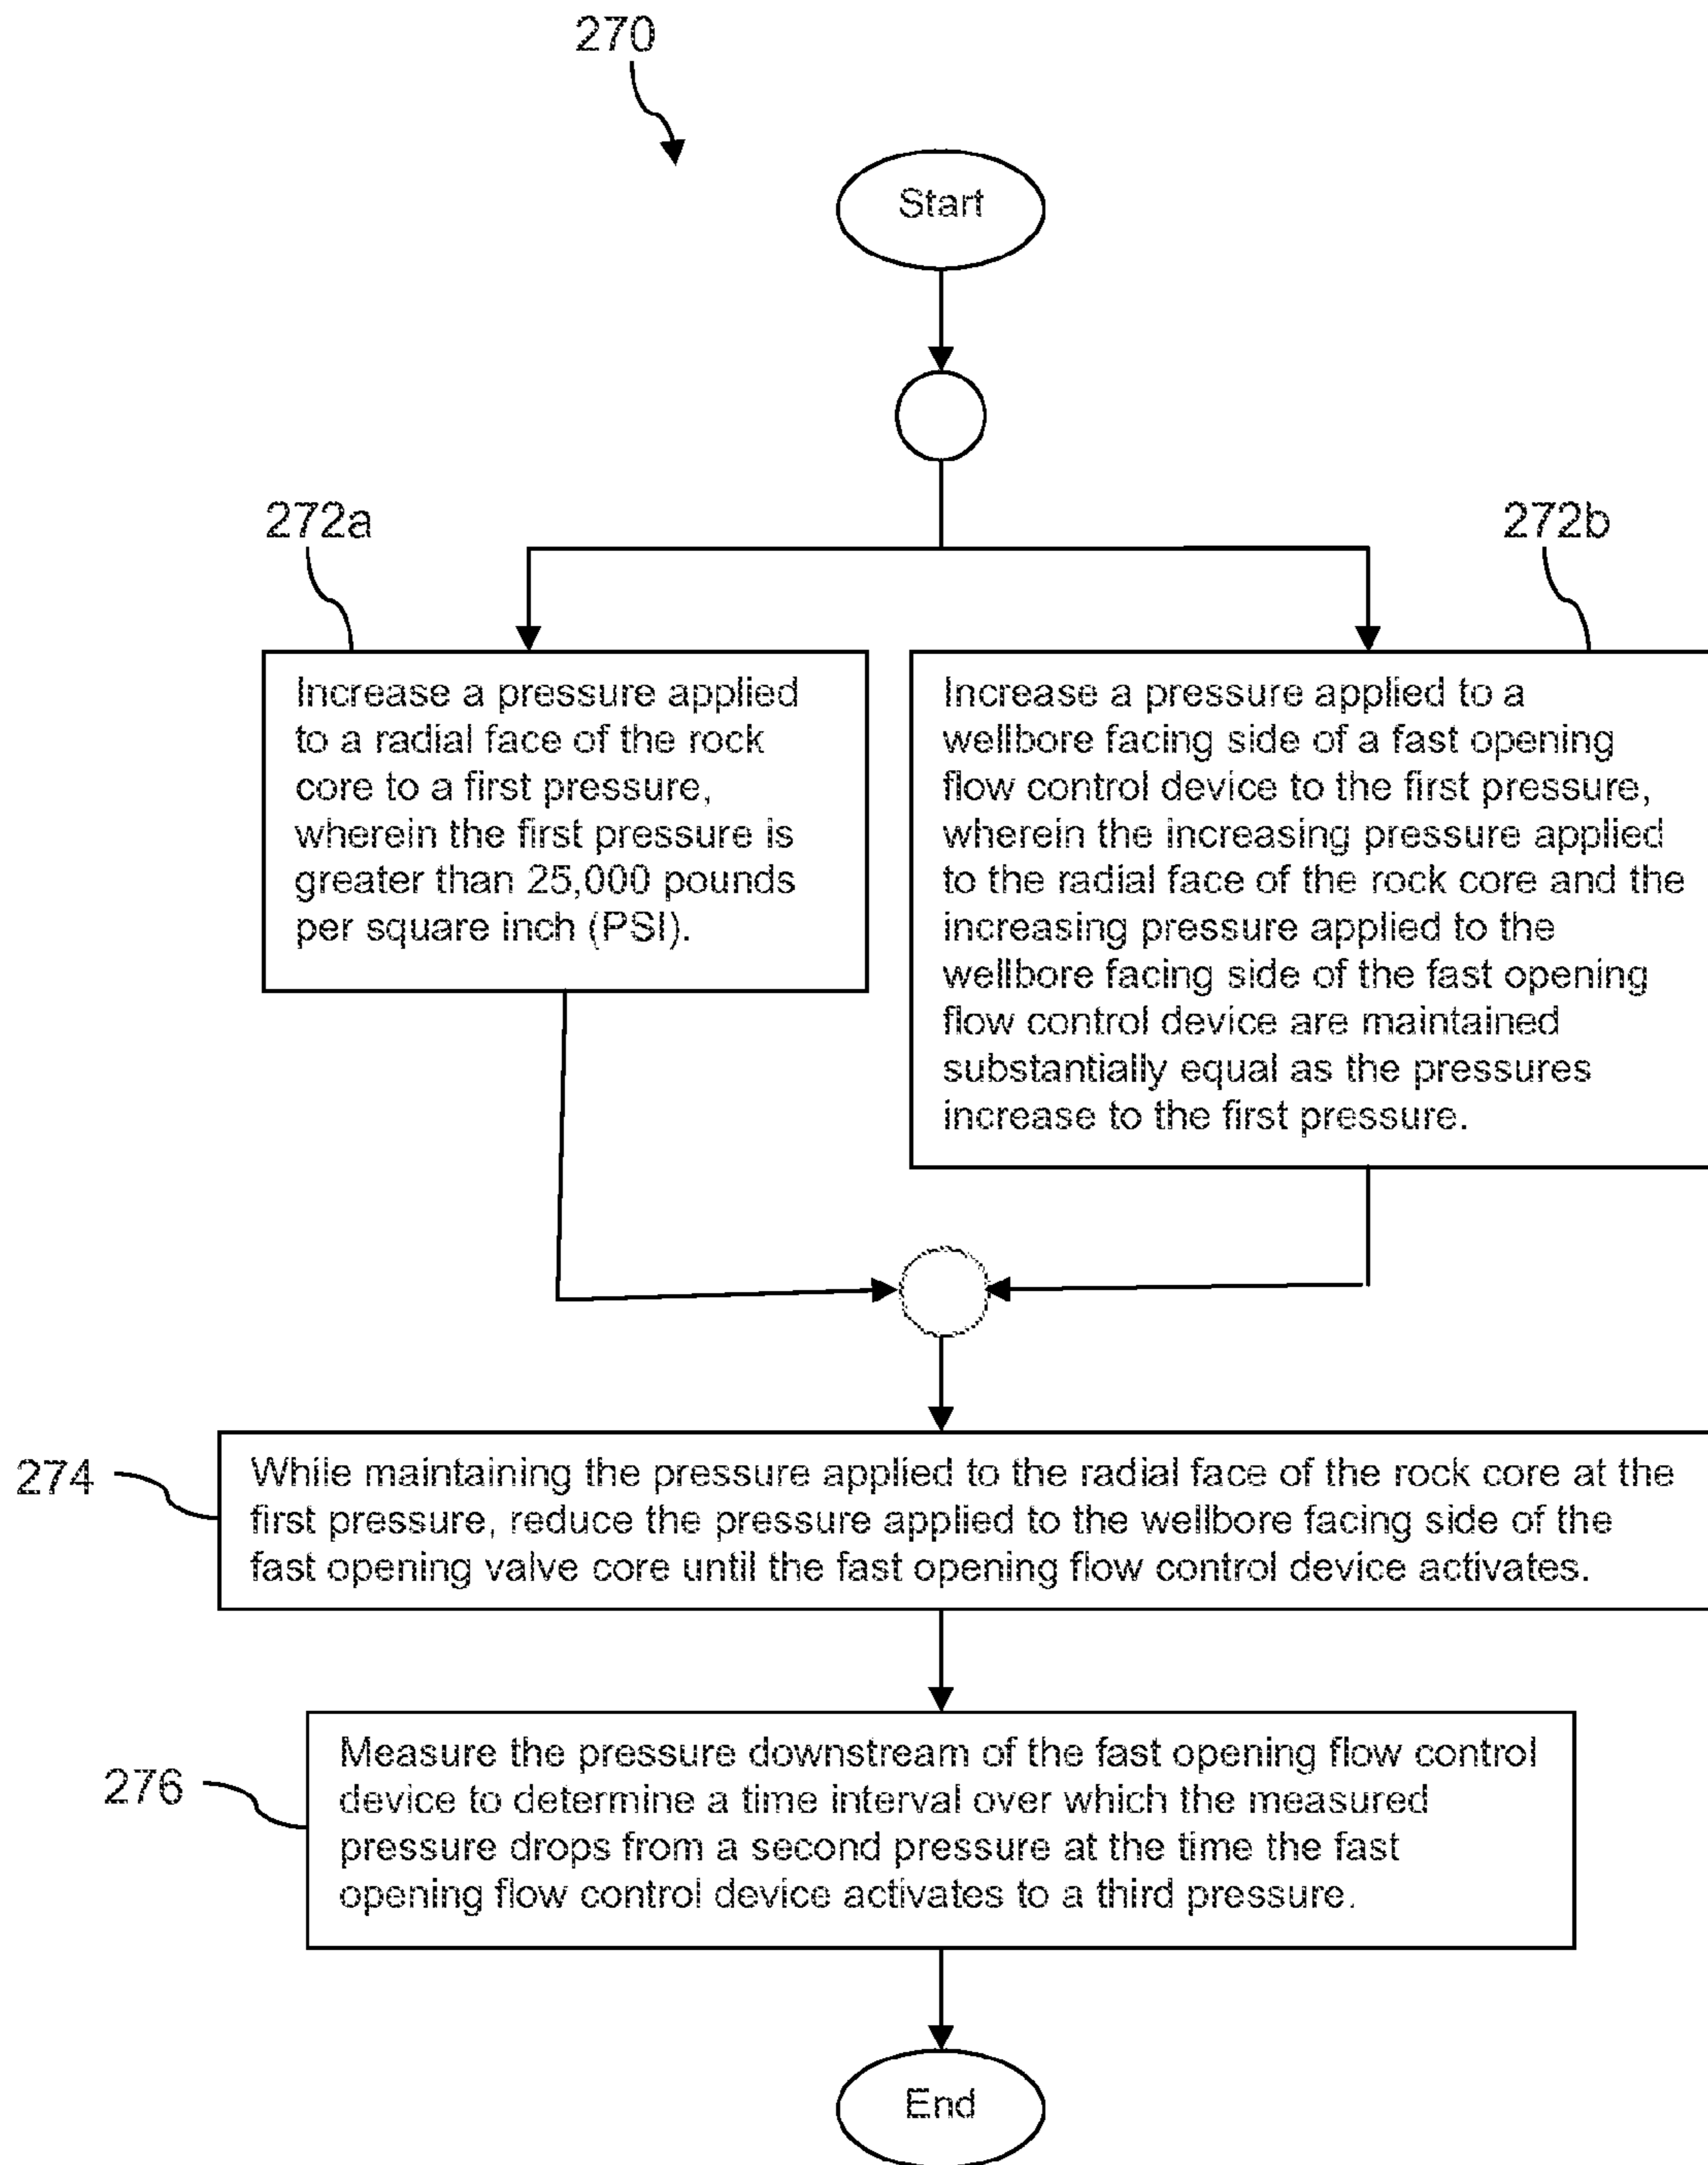 270
Start
272a
272b
Increase a pressure applied
to a radial face of the rock
core to a first pressure,
wherein the first pressure is
greater than 25,000 pounds
per square inch (PSI).
Increase a pressure applied to a
wellbore facing side of a fast opening
flow control device to the first pressure,
wherein the increasing pressure applied
to the radial face of the rock core and the
increasing pressure applied to the
wellbore facing side of the fast opening
flow control device are maintained
substantially equal as the pressures
increase to the first pressure.
274
While maintaining the pressure applied to the radial face of the rock core at the
first pressure, reduce the pressure applied to the wellbore facing side of the
fast opening valve core until the fast opening flow control device activates.
276
Measure the pressure downstream of the fast opening flow control
device to determine a time interval over which the measured
pressure drops from a second pressure at the time the fast
opening flow control device activates to a third pressure.
End